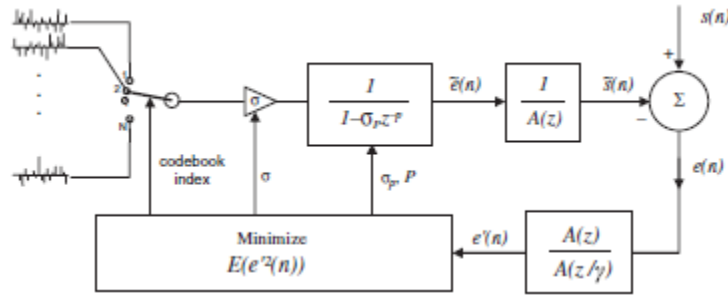 s(n)
1
2
N
σ
1
1–σ_P z^–P
ẽ(n)
1
A(z)
s̃(n)
+
–
Σ
codebook
index
σ
σ_P, P
e(n)
Minimize
E(e'²(n))
e'(n)
A(z)
A(z/γ)